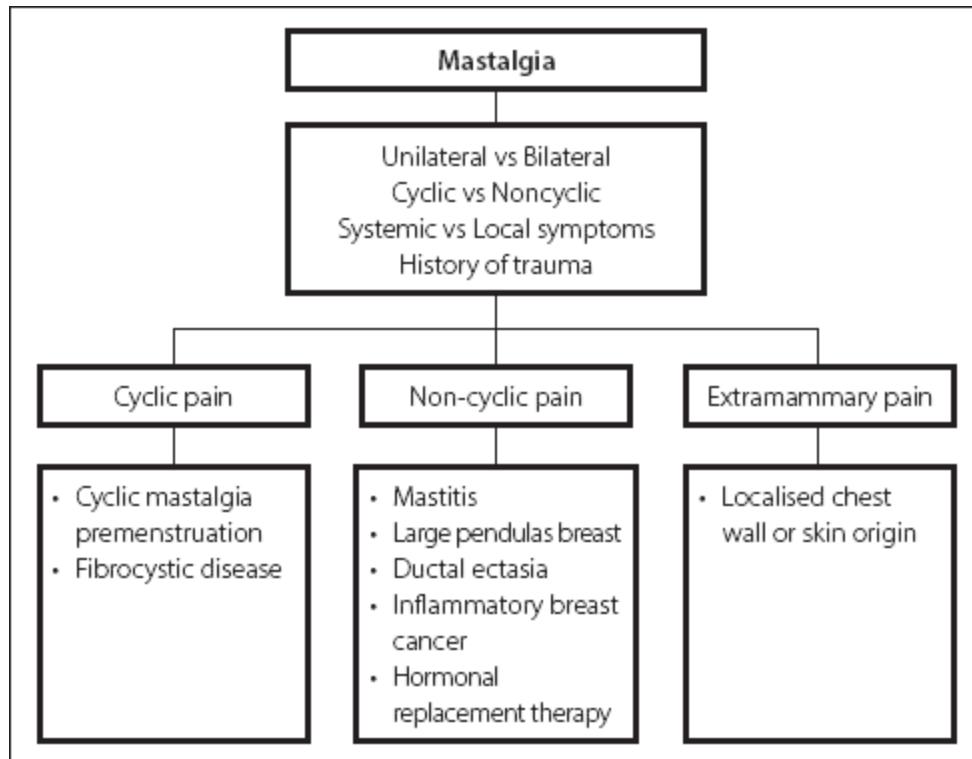 Mastalgia
Unilateral vs Bilateral
Cyclic vs Noncyclic
Systemic vs Local symptoms
History of trauma
Cyclic pain
Non-cyclic pain
Extramammary pain
• Cyclic mastalgia
premenstruation
• Fibrocystic disease
• Mastitis
• Large pendulas breast
• Ductal ectasia
• Inflammatory breast
cancer
• Hormonal
replacement therapy
• Localised chest
wall or skin origin